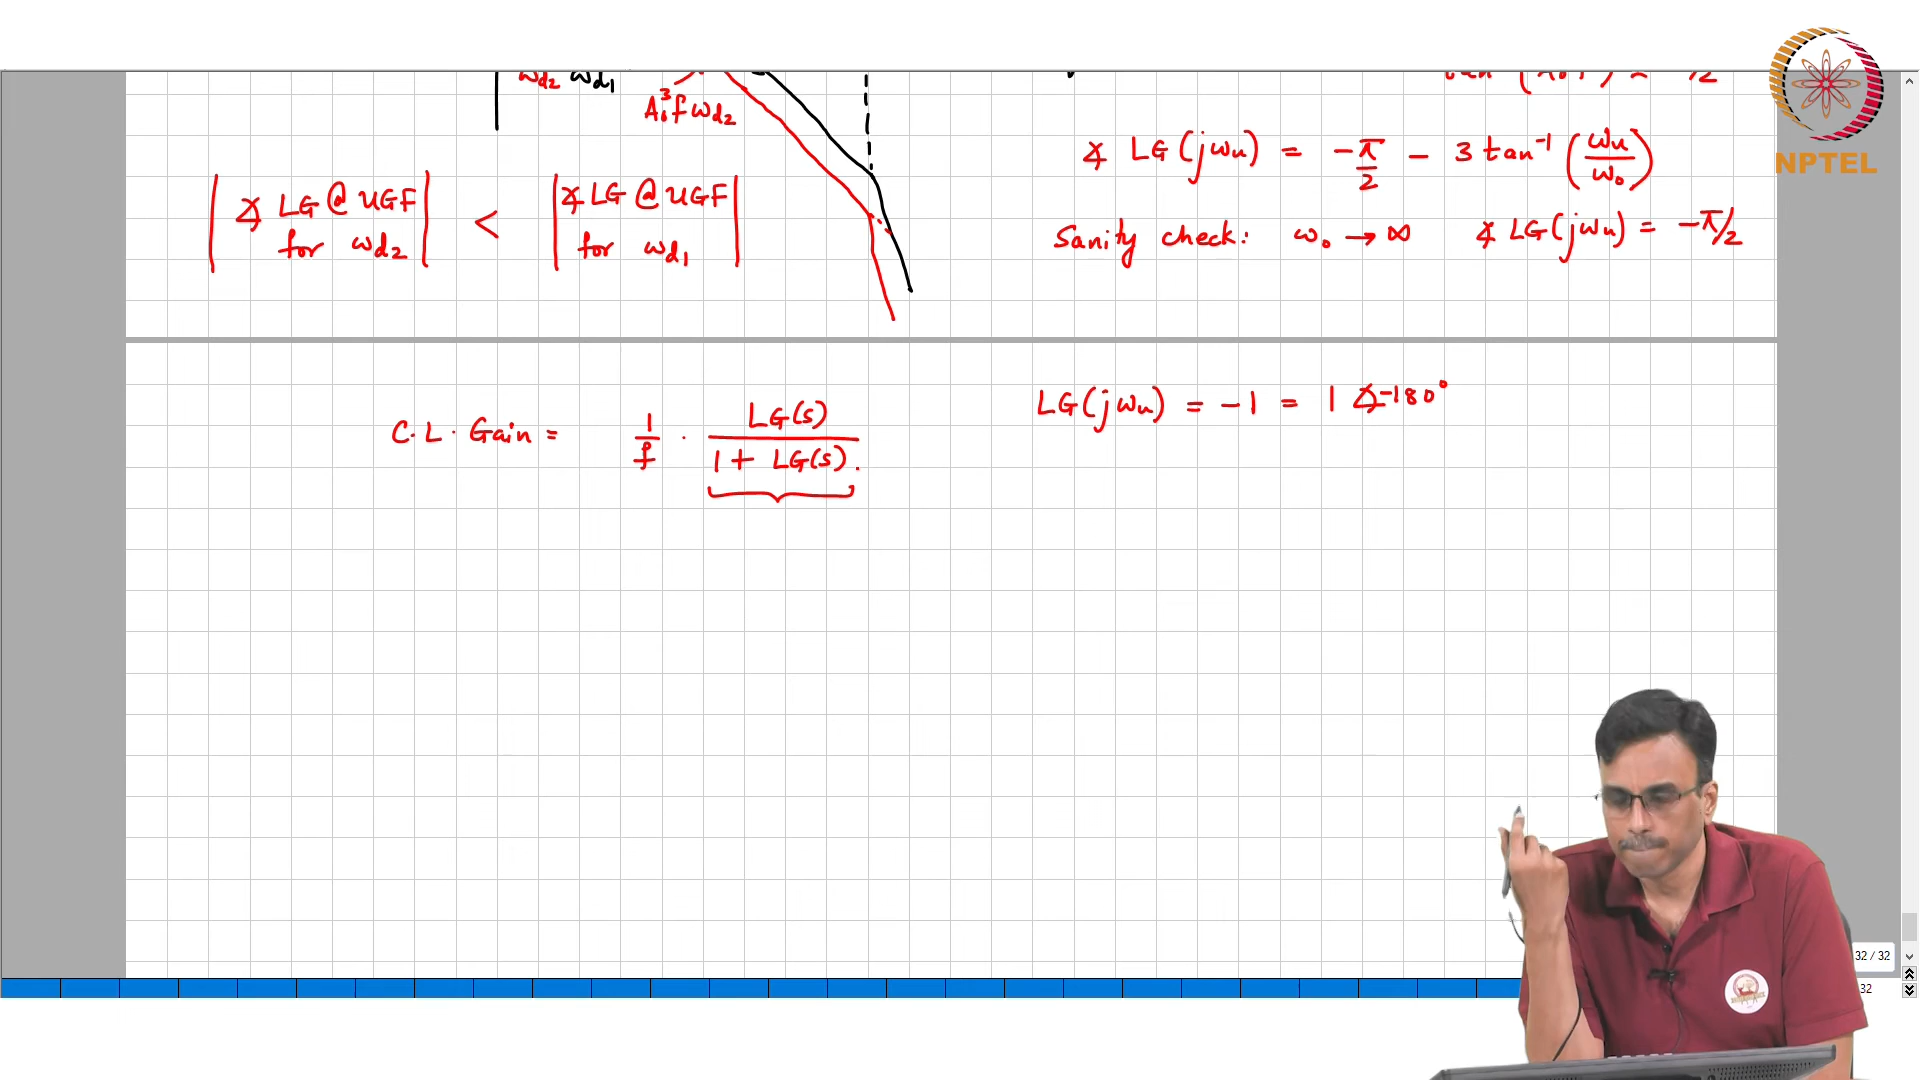 ωd2 ωd1
A₀³fωd2
∡ LG(jωu) = -π/2 - 3 tan⁻¹ (ωu/ω₀)
NPTEL
|∡ LG @ UGF for ωd2| < |∡ LG @ UGF for ωd1|
Sanity check: ω₀ → ∞ ∡ LG(jωu) = -π/2
C.L. Gain = 1/f · LG(s)/(1 + LG(s)).
LG(jωu) = -1 = 1 ∡-180°
32 / 32
32